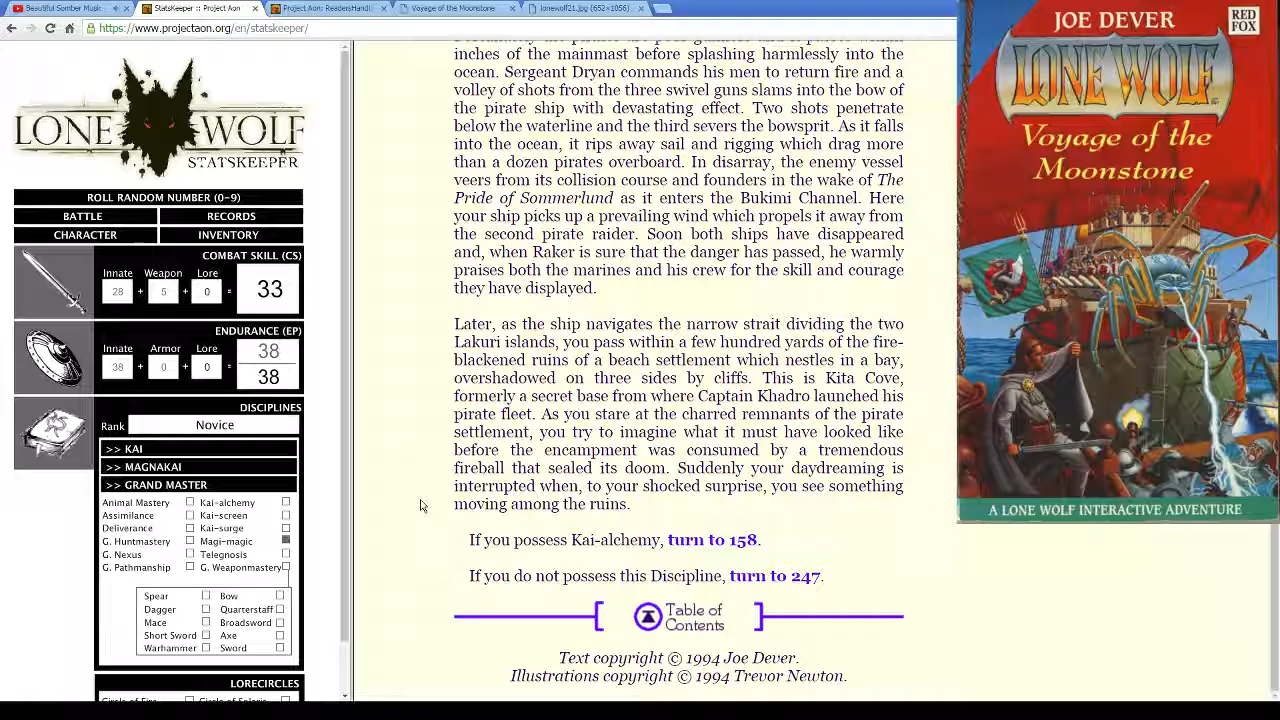 Beautiful Somber Music
StatsKeeper :: Project Aon
Project Aon: ReadersHandl
Voyage of the Moonstone
lonewolf21.jpg (652×1056)
https://www.projectaon.org/en/statskeeper/
LONE WOLF
STATSKEEPER
ROLL RANDOM NUMBER (0-9)
BATTLE RECORDS
CHARACTER INVENTORY
COMBAT SKILL (CS)
Innate Weapon Lore
28 + 5 + 0 = 33
ENDURANCE (EP)
Innate Armor Lore
38
38 + 0 + 0 =
38
DISCIPLINES
Rank Novice
>> KAI
>> MAGNAKAI
>> GRAND MASTER
Animal Mastery Kai-alchemy
Assimilance Kai-screen
Deliverance Kai-surge
G. Huntmastery Magi-magic
G. Nexus Telegnosis
G. Pathmanship G. Weaponmastery
Spear Bow
Dagger Quarterstaff
Mace Broadsword
Short Sword Axe
Warhammer Sword
LORECIRCLES
inches of the mainmast before splashing harmlessly into the
ocean. Sergeant Dryan commands his men to return fire and a
volley of shots from the three swivel guns slams into the bow of
the pirate ship with devastating effect. Two shots penetrate
below the waterline and the third severs the bowsprit. As it falls
into the ocean, it rips away sail and rigging which drag more
than a dozen pirates overboard. In disarray, the enemy vessel
veers from its collision course and founders in the wake of The
Pride of Sommerlund as it enters the Bukimi Channel. Here
your ship picks up a prevailing wind which propels it away from
the second pirate raider. Soon both ships have disappeared
and, when Raker is sure that the danger has passed, he warmly
praises both the marines and his crew for the skill and courage
they have displayed.
Later, as the ship navigates the narrow strait dividing the two
Lakuri islands, you pass within a few hundred yards of the fire-
blackened ruins of a beach settlement which nestles in a bay,
overshadowed on three sides by cliffs. This is Kita Cove,
formerly a secret base from where Captain Khadro launched his
pirate fleet. As you stare at the charred remnants of the pirate
settlement, you try to imagine what it must have looked like
before the encampment was consumed by a tremendous
fireball that sealed its doom. Suddenly your daydreaming is
interrupted when, to your shocked surprise, you see something
moving among the ruins.
If you possess Kai-alchemy, turn to 158.
If you do not possess this Discipline, turn to 247.
Table of
Contents
Text copyright © 1994 Joe Dever.
Illustrations copyright © 1994 Trevor Newton.
JOE DEVER
RED
FOX
LONE WOLF
Voyage of the
Moonstone
A LONE WOLF INTERACTIVE ADVENTURE